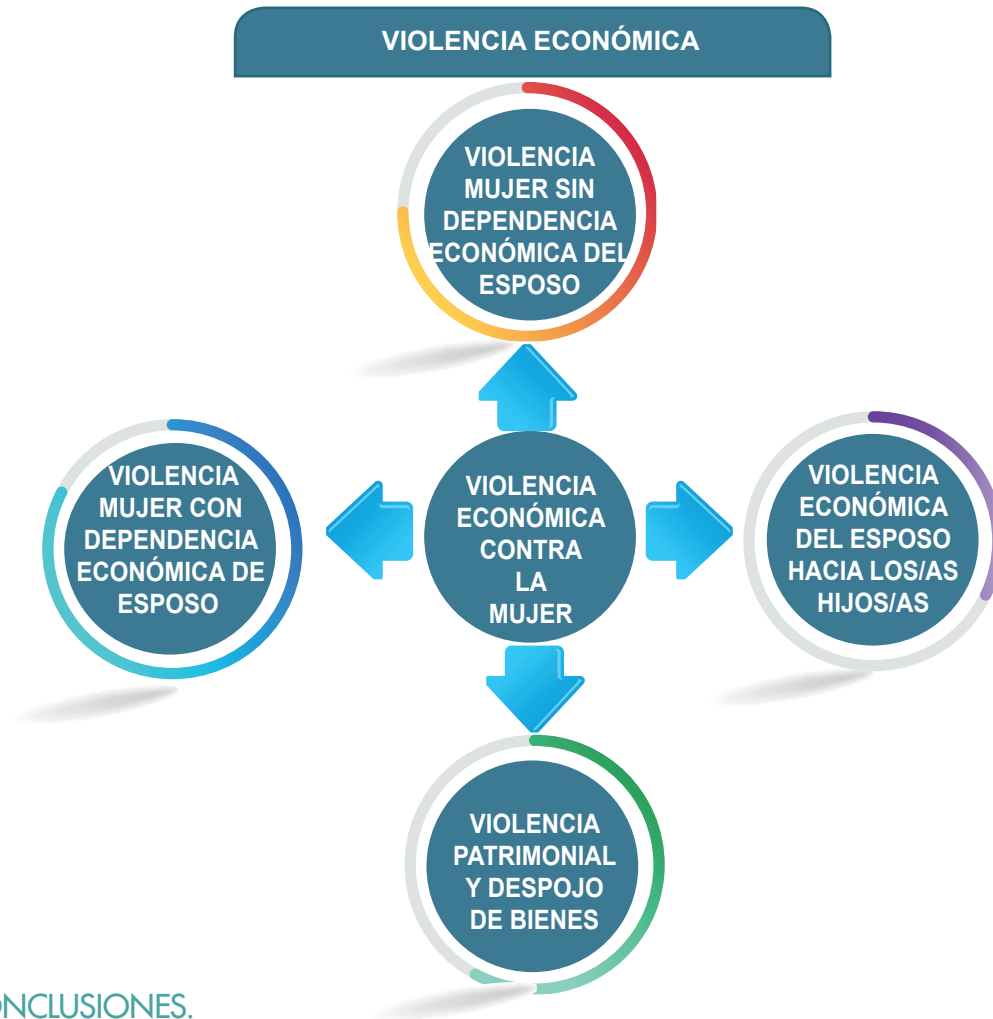 VIOLENCIA ECONÓMICA
VIOLENCIA
MUJER SIN
DEPENDENCIA
ECONÓMICA DEL
ESPOSO
VIOLENCIA
MUJER CON
DEPENDENCIA
ECONÓMICA DE
ESPOSO
VIOLENCIA
ECONÓMICA
CONTRA
LA
MUJER
VIOLENCIA
ECONÓMICA
DEL ESPOSO
HACIA LOS/AS
HIJOS/AS
VIOLENCIA
PATRIMONIAL
Y DESPOJO
DE BIENES
ONCLUSIONES.